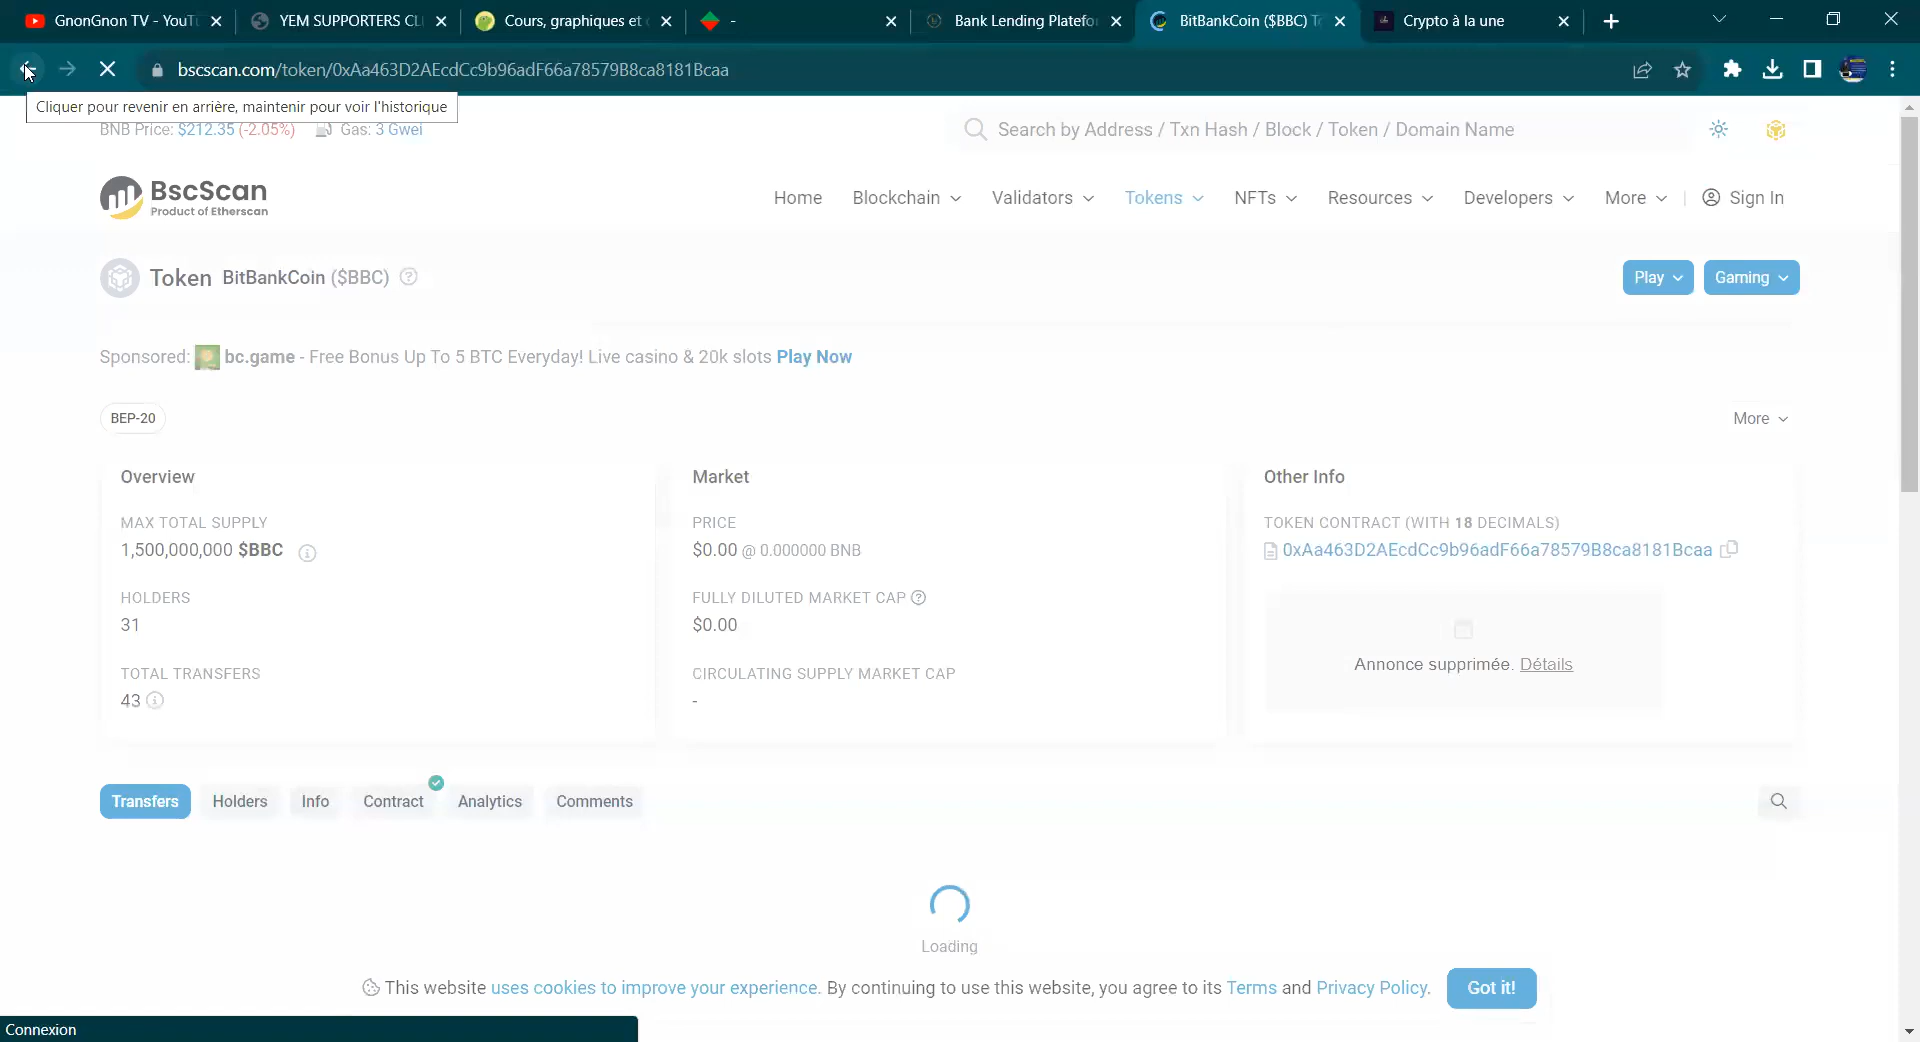 GnonGnon TV - YouT
YEM SUPPORTERS CL
Cours, graphiques et
-
Bank Lending Platefo
BitBankCoin ($BBC) T
Crypto à la une
bscscan.com/token/0xAa463D2AEcdCc9b96adF66a78579B8ca8181Bcaa
Cliquer pour revenir en arrière, maintenir pour voir l'historique
BNB Price: $212.35 (-2.05%) Gas: 3 Gwei
Search by Address / Txn Hash / Block / Token / Domain Name
BscScan
Product of Etherscan
Home Blockchain Validators Tokens NFTs Resources Developers More Sign In
Token BitBankCoin ($BBC)
Play Gaming
Sponsored: bc.game - Free Bonus Up To 5 BTC Everyday! Live casino & 20k slots Play Now
BEP-20
More
Overview
MAX TOTAL SUPPLY
1,500,000,000 $BBC
HOLDERS
31
TOTAL TRANSFERS
43
Market
PRICE
$0.00 @ 0.000000 BNB
FULLY DILUTED MARKET CAP
$0.00
CIRCULATING SUPPLY MARKET CAP
-
Other Info
TOKEN CONTRACT (WITH 18 DECIMALS)
0xAa463D2AEcdCc9b96adF66a78579B8ca8181Bcaa
Annonce supprimée. Détails
Transfers Holders Info Contract Analytics Comments
Loading
This website uses cookies to improve your experience. By continuing to use this website, you agree to its Terms and Privacy Policy.
Got it!
Connexion